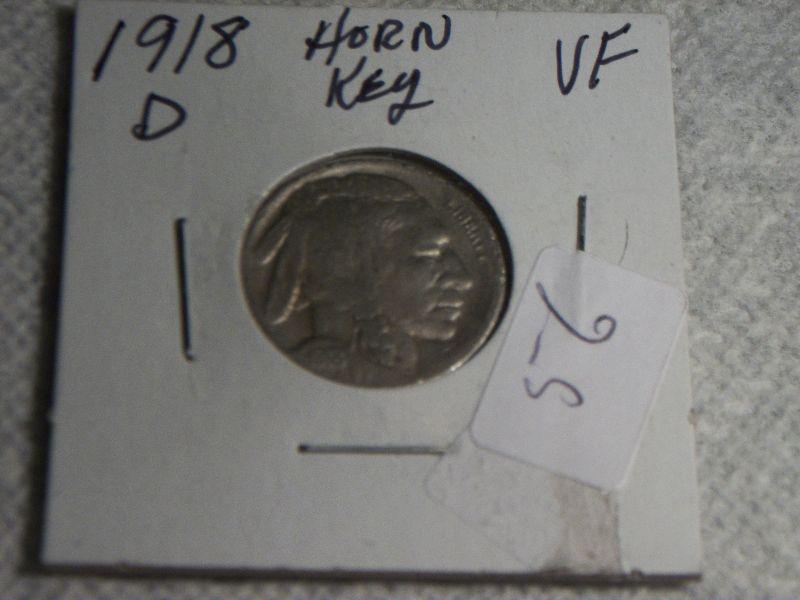 1918 HORN VF
D KEY
LIBERTY
56